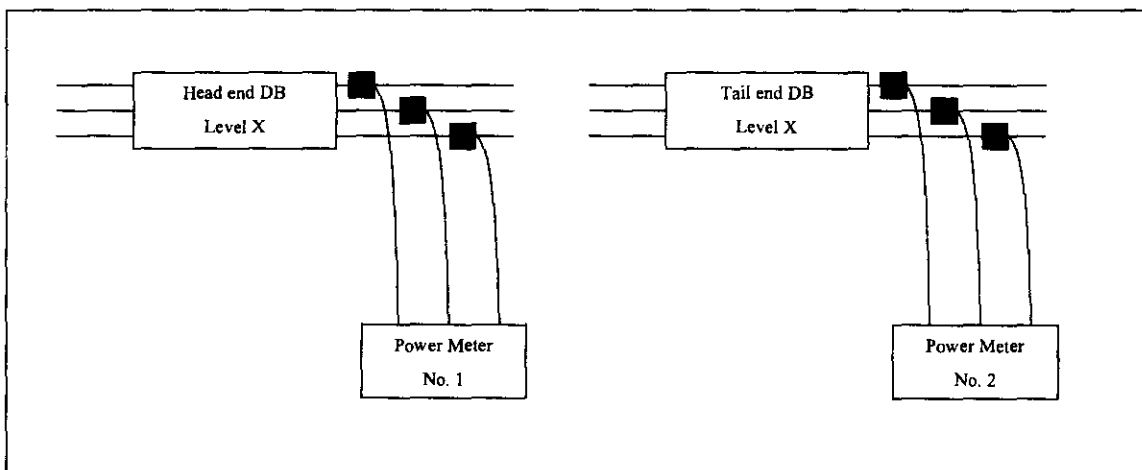 Head end DB
Level X
Tail end DB
Level X
Power Meter
No. 1
Power Meter
No. 2